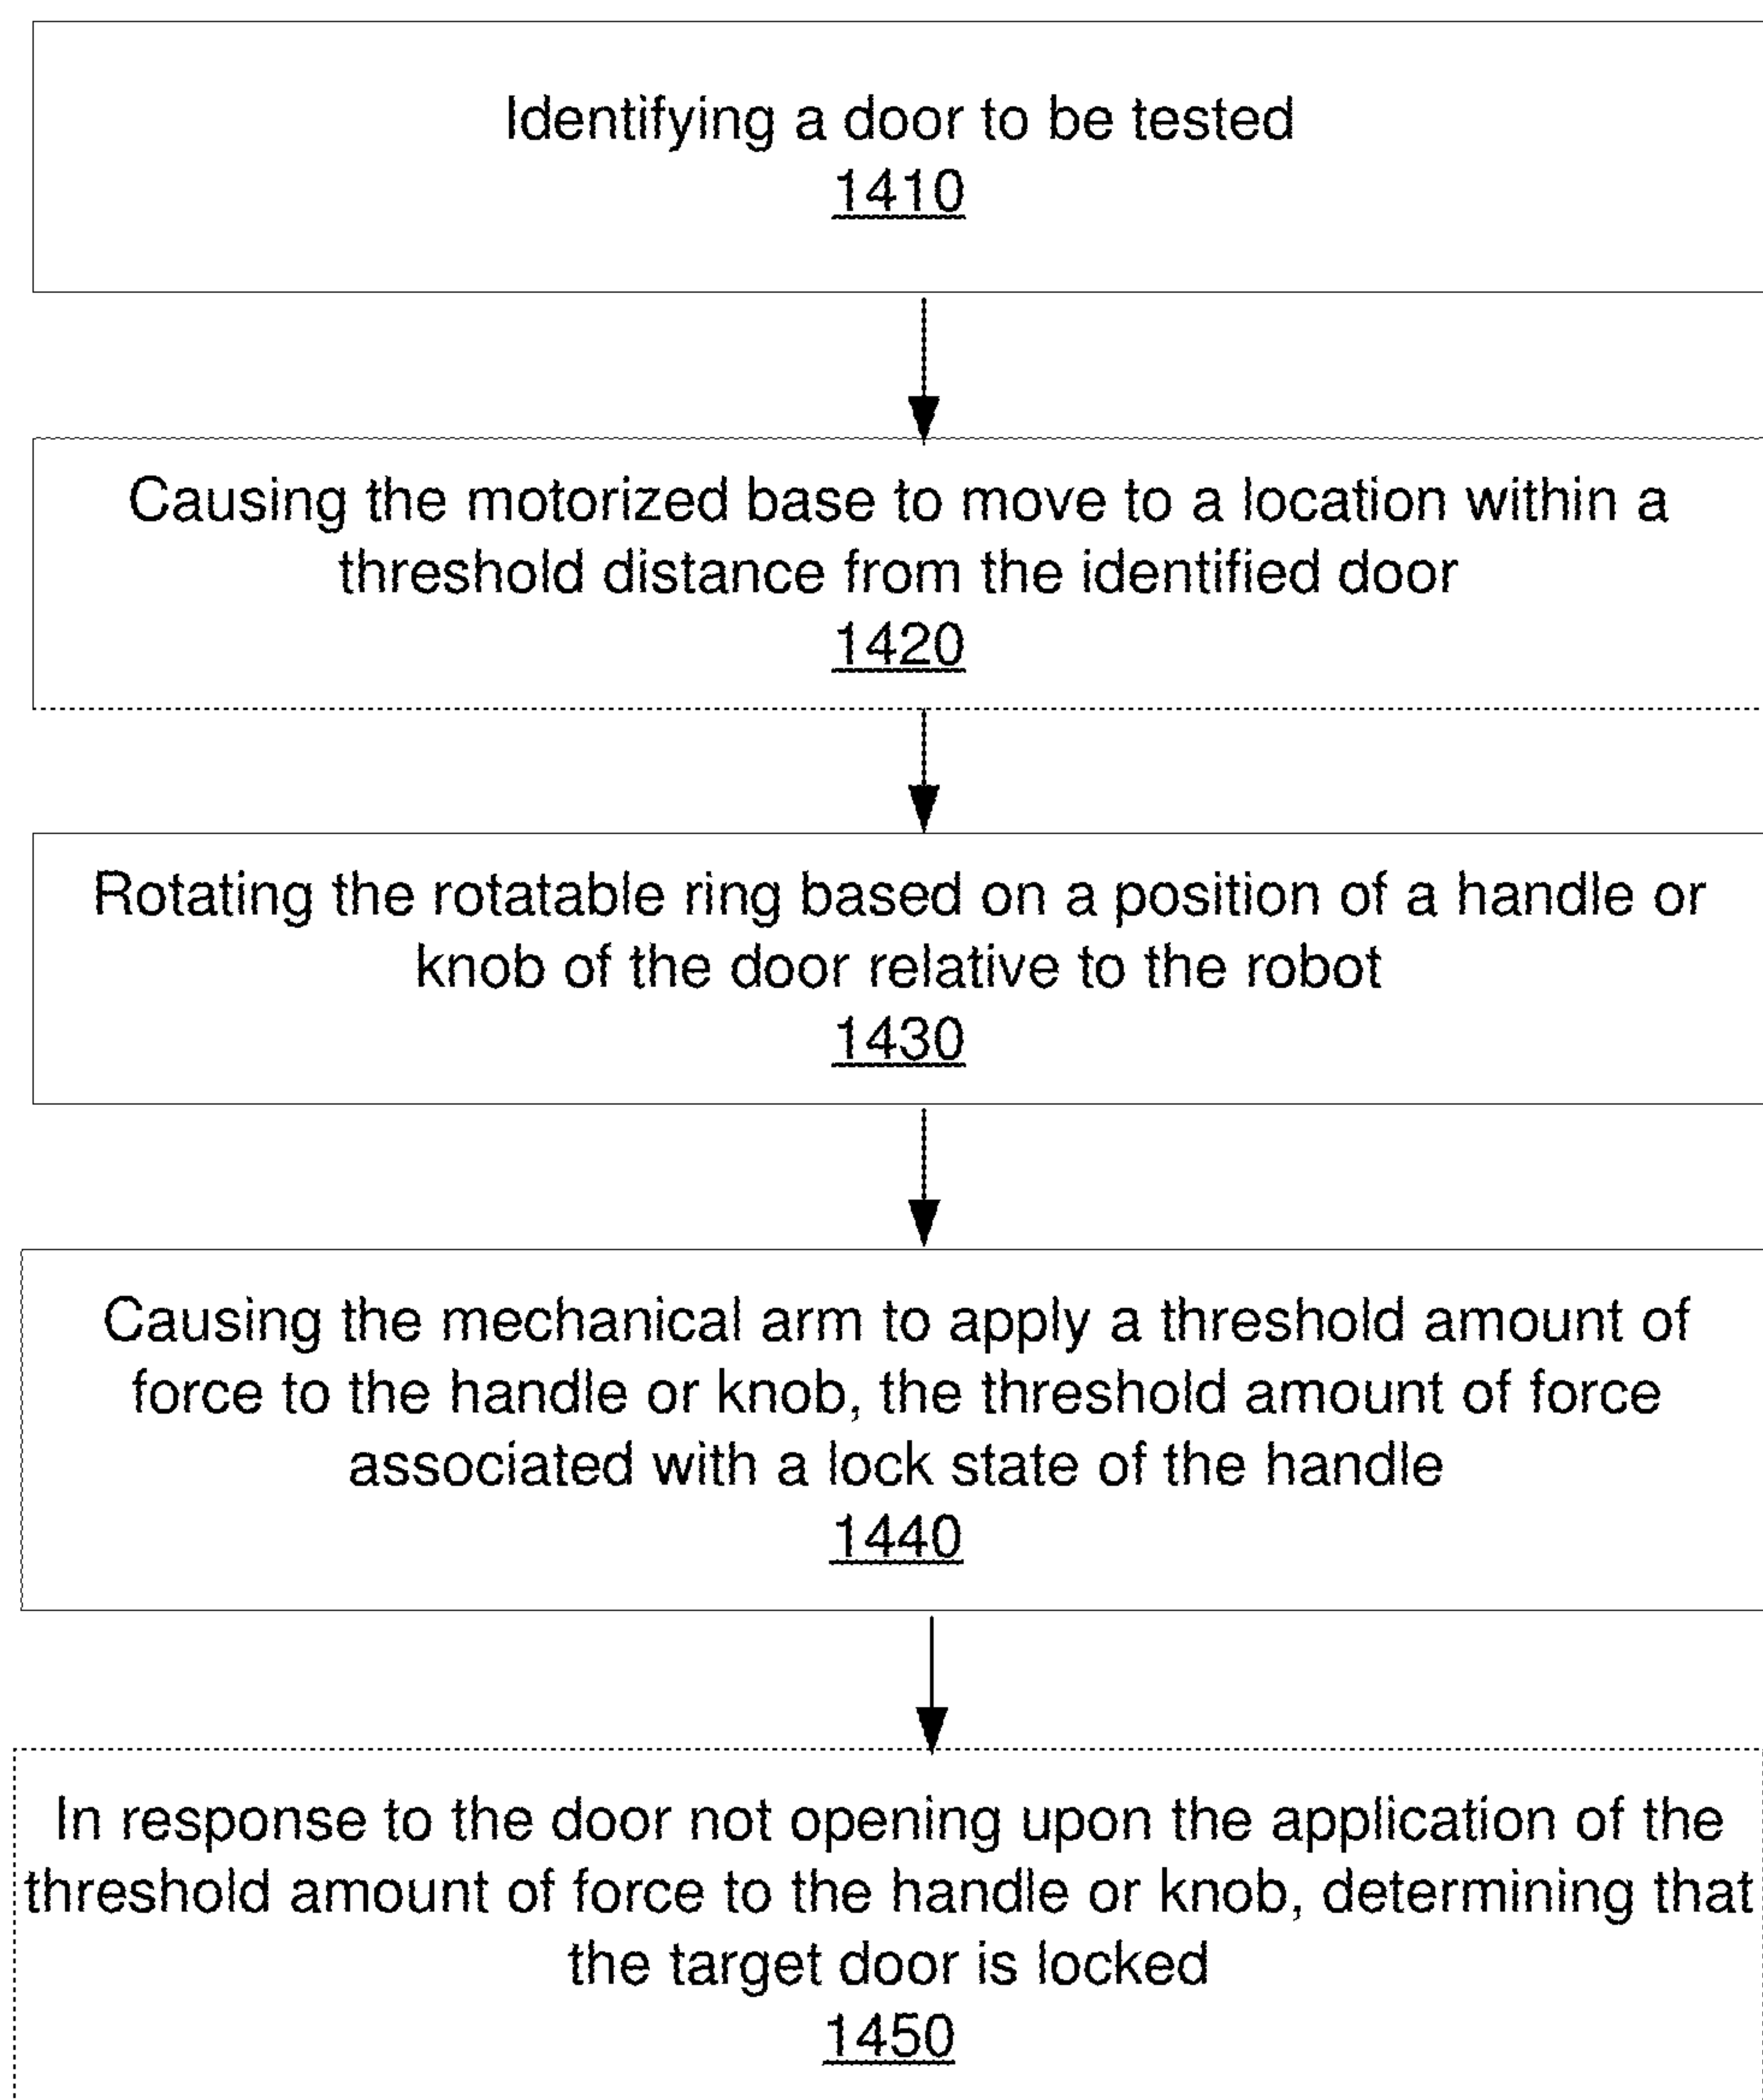 Identifying a door to be tested
1410
Causing the motorized base to move to a location within a
threshold distance from the identified door
1420
Rotating the rotatable ring based on a position of a handle or
knob of the door relative to the robot
1430
Causing the mechanical arm to apply a threshold amount of
force to the handle or knob, the threshold amount of force
associated with a lock state of the handle
1440
In response to the door not opening upon the application of the
threshold amount of force to the handle or knob, determining that
the target door is locked
1450